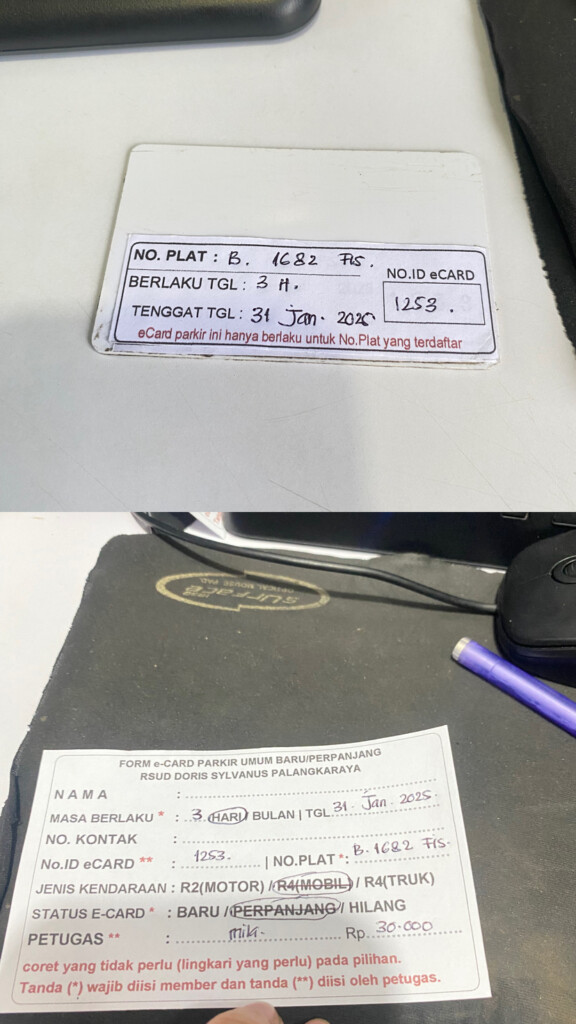 NO. PLAT : B. 1682 FIS.
BERLAKU TGL : 3 H.
NO.ID eCARD
1253.
TENGGAT TGL : 31 Jan. 2025
eCard parkir ini hanya berlaku untuk No.Plat yang terdaftar
OPTICAL MOUSE PAD
surface
FORM e-CARD PARKIR UMUM BARU/PERPANJANG
RSUD DORIS SYLVANUS PALANGKARAYA
NAMA :
MASA BERLAKU * : 3 HARI/ BULAN | TGL 31 Jan. 2025.
NO. KONTAK :
No.ID eCARD ** : 1253. | NO.PLAT *: B. 1682 FIS.
JENIS KENDARAAN : R2(MOTOR) / R4(MOBIL) / R4(TRUK)
STATUS E-CARD * : BARU / PERPANJANG / HILANG
PETUGAS ** : Rp. 30.000
coret yang tidak perlu (lingkari yang perlu) pada pilihan.
Tanda (*) wajib diisi member dan tanda (**) diisi oleh petugas.